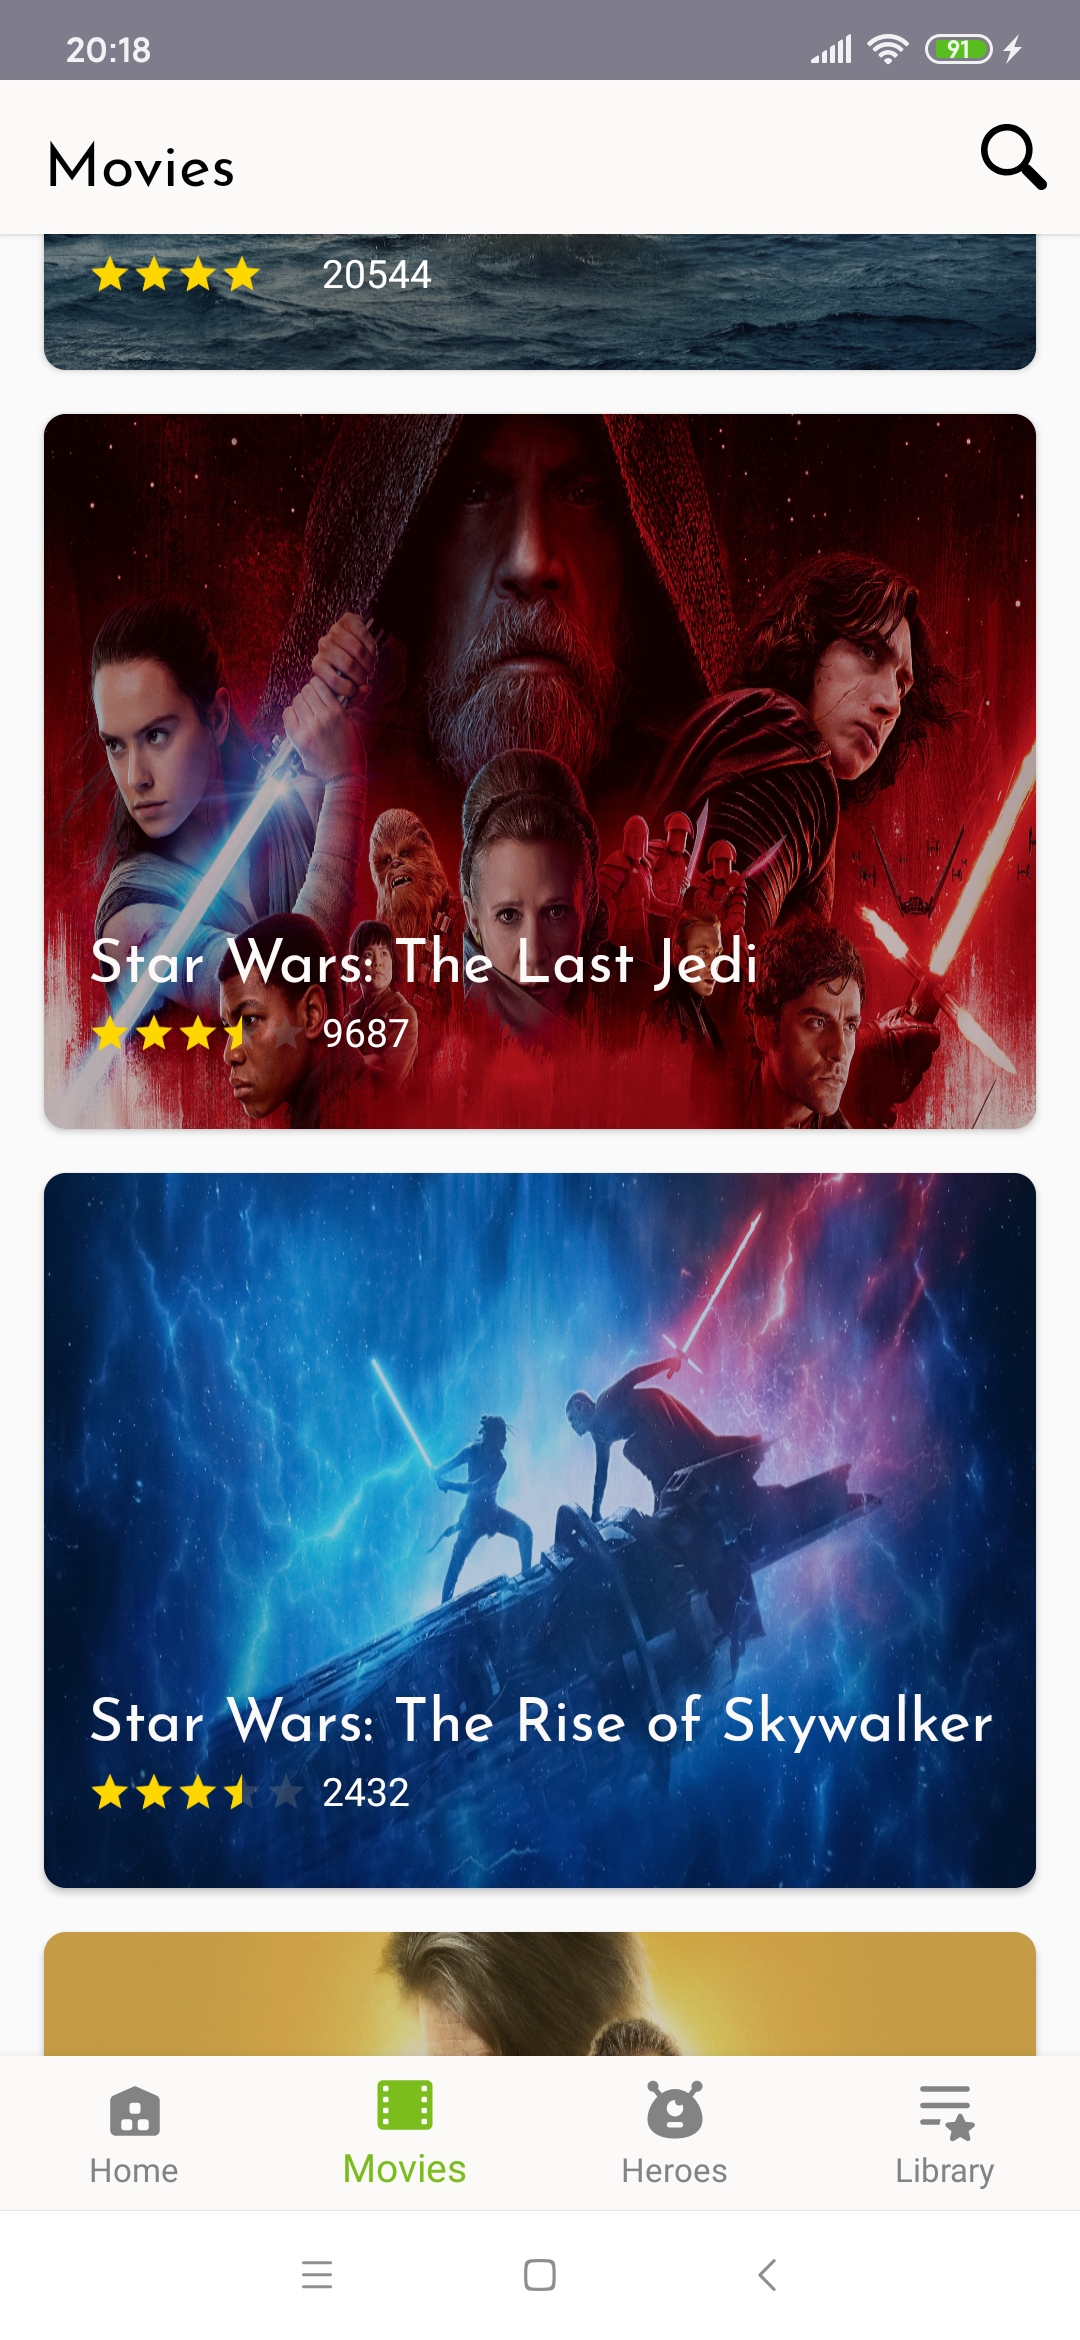 20:18
91
Movies
20544
Star Wars: The Last Jedi
9687
Star Wars: The Rise of Skywalker
2432
Home
Movies
Heroes
Library